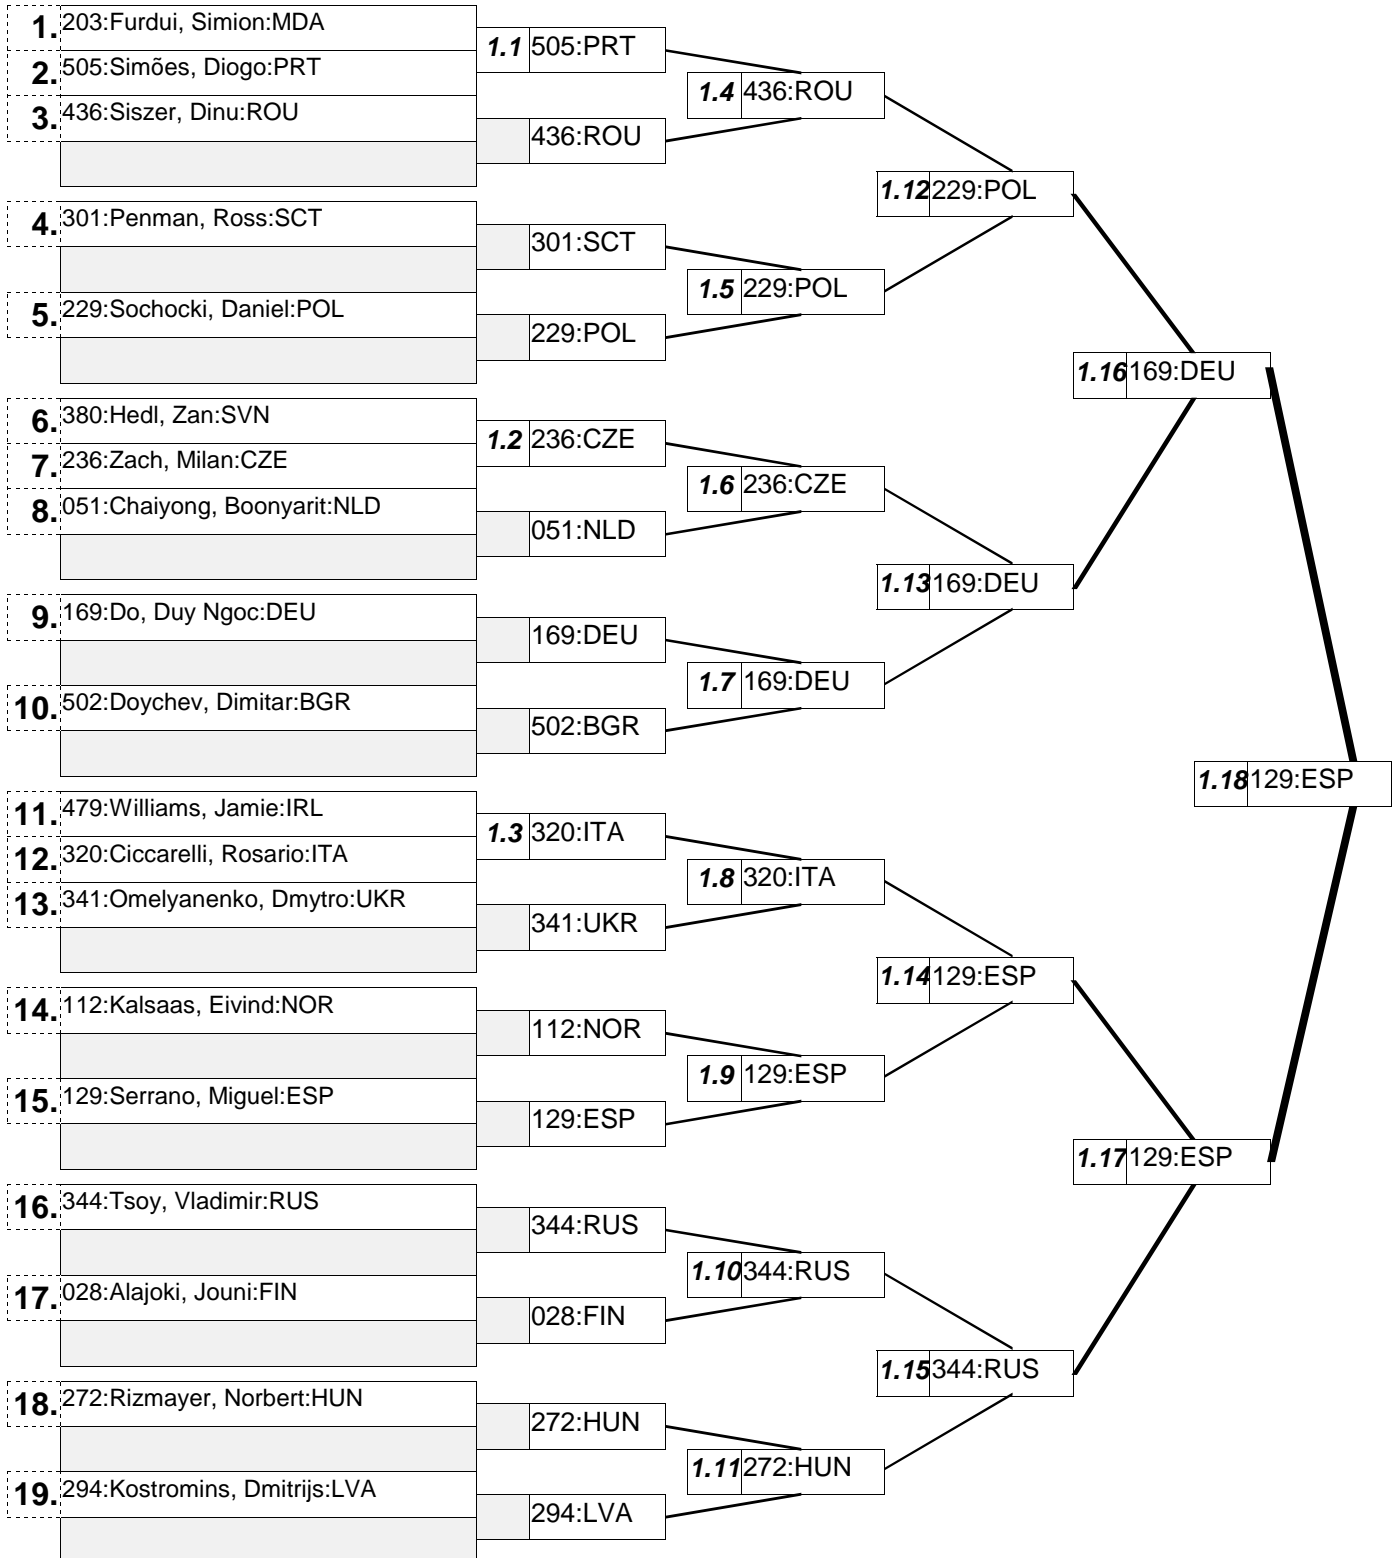 1. 203:Furdui, Simion:MDA
2. 505:Simões, Diogo:PRT
3. 436:Siszer, Dinu:ROU
4. 301:Penman, Ross:SCT
5. 229:Sochocki, Daniel:POL
6. 380:Hedl, Zan:SVN
7. 236:Zach, Milan:CZE
8. 051:Chaiyong, Boonyarit:NLD
9. 169:Do, Duy Ngoc:DEU
10. 502:Doychev, Dimitar:BGR
11. 479:Williams, Jamie:IRL
12. 320:Ciccarelli, Rosario:ITA
13. 341:Omelyanenko, Dmytro:UKR
14. 112:Kalsaas, Eivind:NOR
15. 129:Serrano, Miguel:ESP
16. 344:Tsoy, Vladimir:RUS
17. 028:Alajoki, Jouni:FIN
18. 272:Rizmayer, Norbert:HUN
19. 294:Kostromins, Dmitrijs:LVA
1.1 505:PRT
436:ROU
301:SCT
229:POL
1.2 236:CZE
051:NLD
169:DEU
502:BGR
1.3 320:ITA
341:UKR
112:NOR
129:ESP
344:RUS
028:FIN
272:HUN
294:LVA
1.4 436:ROU
1.5 229:POL
1.6 236:CZE
1.7 169:DEU
1.8 320:ITA
1.9 129:ESP
1.10 344:RUS
1.11 272:HUN
1.12 229:POL
1.13 169:DEU
1.14 129:ESP
1.15 344:RUS
1.16 169:DEU
1.17 129:ESP
1.18 129:ESP